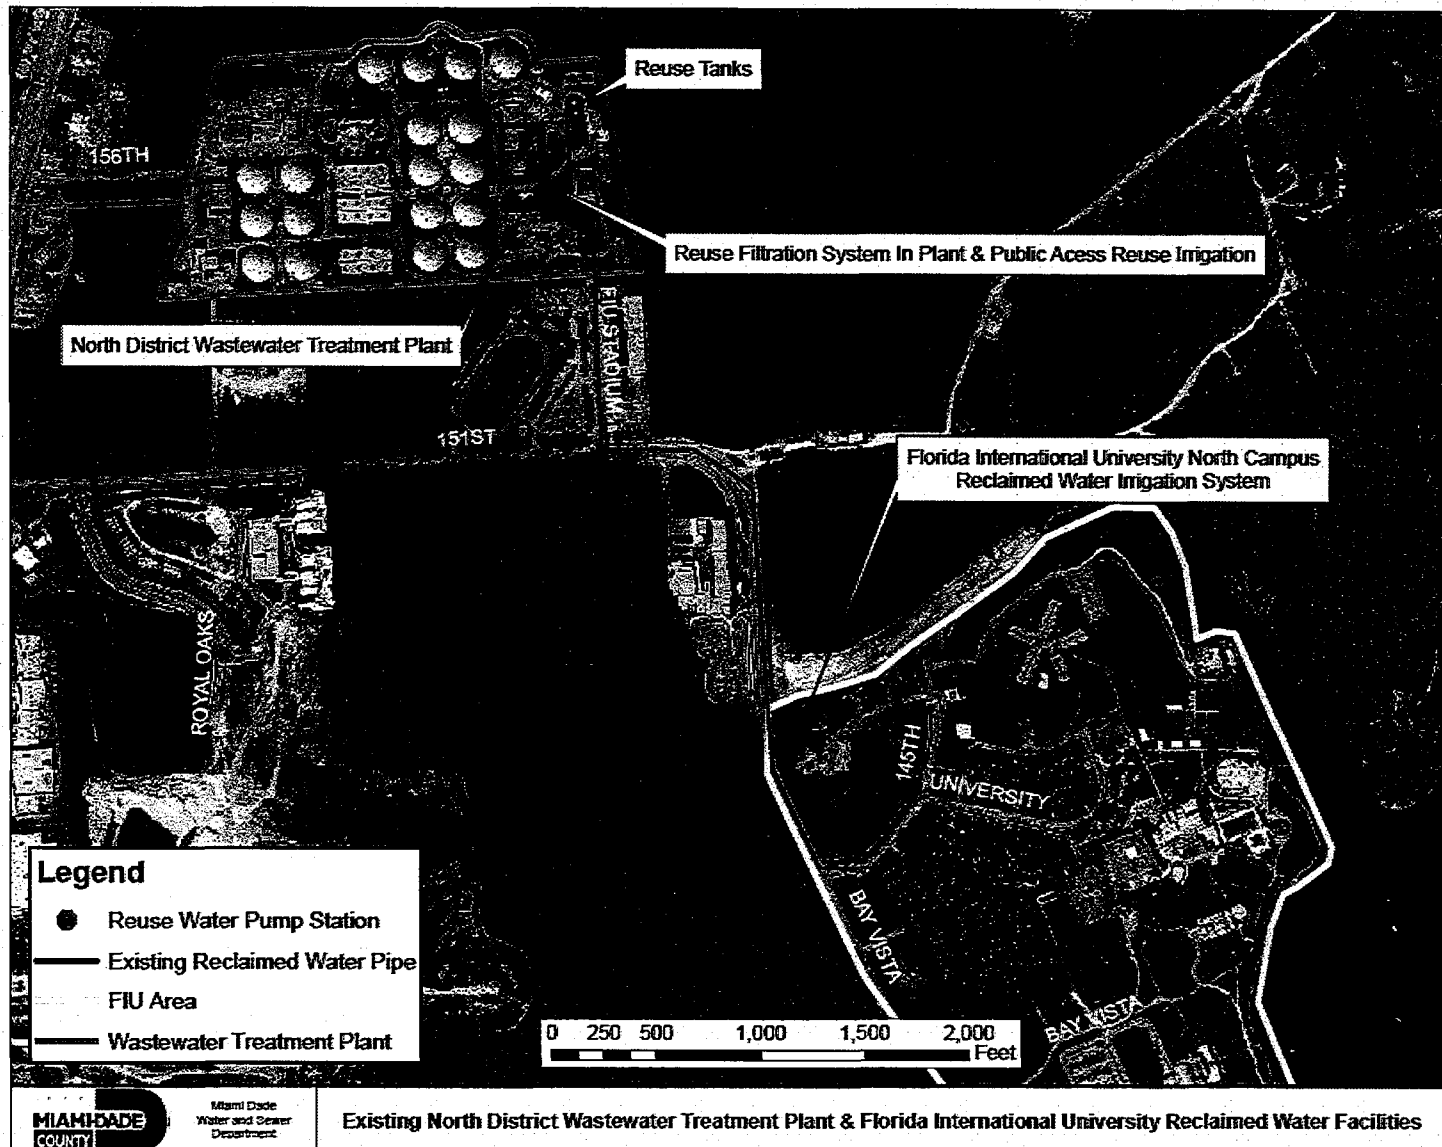 Reuse Tanks
156TH
Reuse Filtration System In Plant & Public Acess Reuse Irrigation
North District Wastewater Treatment Plant
FIU STADIUM
151ST
Florida International University North Campus
Reclaimed Water Irrigation System
ROYAL OAKS
145TH
UNIVERSITY
BAY VISTA
BAY VISTA
Legend
Reuse Water Pump Station
Existing Reclaimed Water Pipe
FIU Area
Wastewater Treatment Plant
0 250 500 1,000 1,500 2,000
Feet
MIAMI-DADE
COUNTY
Miami Dade
Water and Sewer
Department
Existing North District Wastewater Treatment Plant & Florida International University Reclaimed Water Facilities